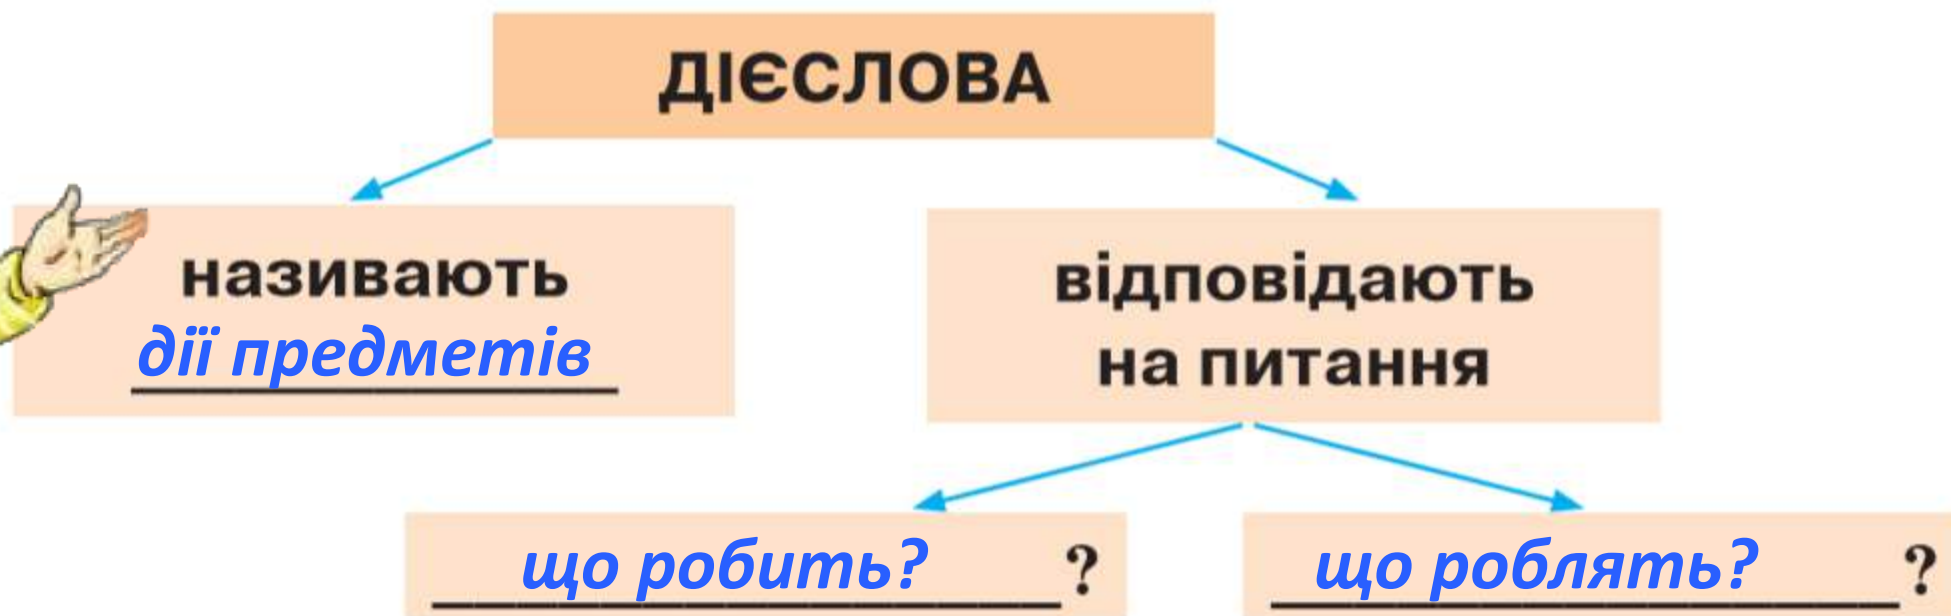 ДІЄСЛОВА
називають
дії предметів
відповідають
на питання
що робить? ?
що роблять? ?